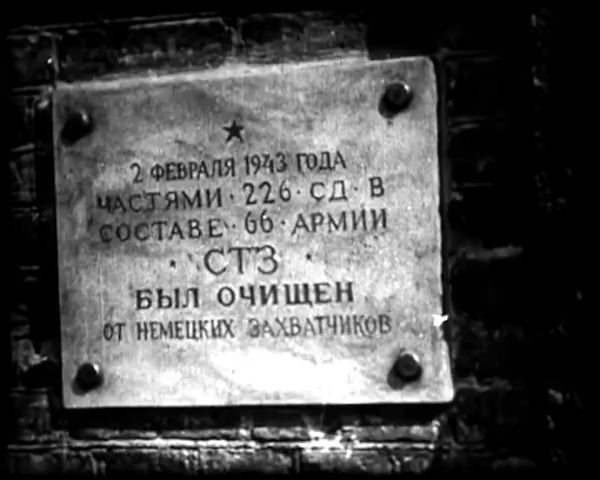 2 ФЕВРАЛЯ 1943 ГОДА
ЧАСТЯМИ · 226 · СД · В
СОСТАВЕ · 66 · АРМИИ
· СТЗ ·
БЫЛ ОЧИЩЕН
ОТ НЕМЕЦКИХ ЗАХВАТЧИКОВ